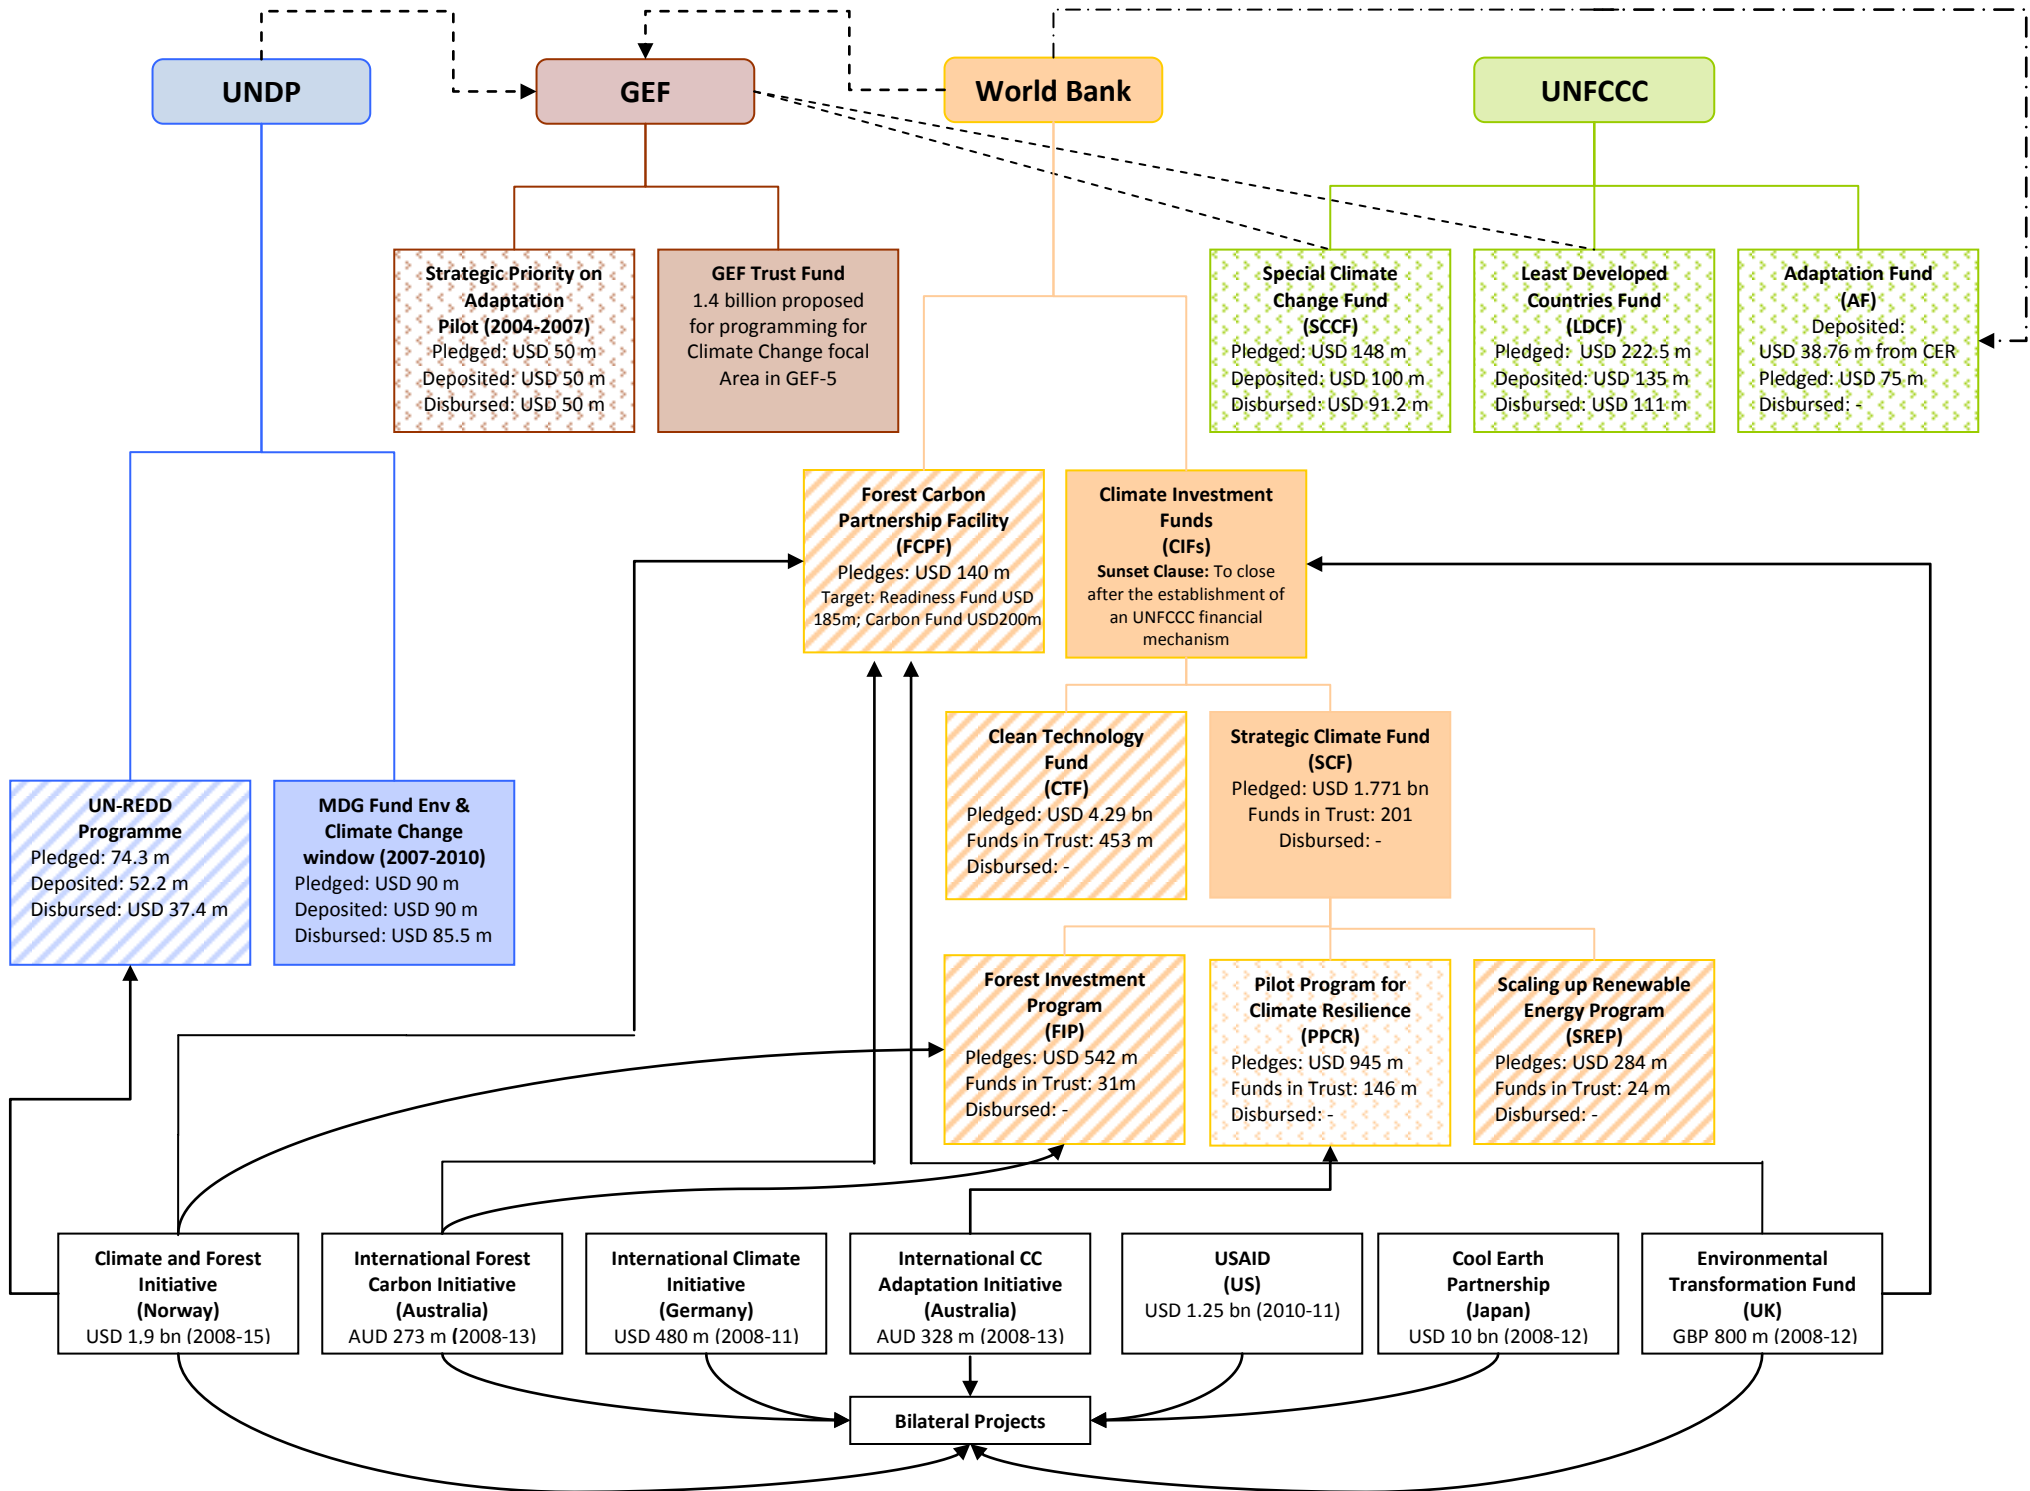 UNDP
GEF
World Bank
UNFCCC
Strategic Priority on
Adaptation
Pilot (2004-2007)
Pledged: USD 50 m
Deposited: USD 50 m
Disbursed: USD 50 m
GEF Trust Fund
1.4 billion proposed
for programming for
Climate Change focal
Area in GEF-5
Special Climate
Change Fund
(SCCF)
Pledged: USD 148 m
Deposited: USD 100 m
Disbursed: USD 91.2 m
Least Developed
Countries Fund
(LDCF)
Pledged: USD 222.5 m
Deposited: USD 135 m
Disbursed: USD 111 m
Adaptation Fund
(AF)
Deposited:
USD 38.76 m from CER
Pledged: USD 75 m
Disbursed: -
Forest Carbon
Partnership Facility
(FCPF)
Pledges: USD 140 m
Target: Readiness Fund USD
185m; Carbon Fund USD200m
Climate Investment
Funds
(CIFs)
Sunset Clause: To close
after the establishment of
an UNFCCC financial
mechanism
Clean Technology
Fund
(CTF)
Pledged: USD 4.29 bn
Funds in Trust: 453 m
Disbursed: -
Strategic Climate Fund
(SCF)
Pledged: USD 1.771 bn
Funds in Trust: 201
Disbursed: -
UN-REDD
Programme
Pledged: 74.3 m
Deposited: 52.2 m
Disbursed: USD 37.4 m
MDG Fund Env &
Climate Change
window (2007-2010)
Pledged: USD 90 m
Deposited: USD 90 m
Disbursed: USD 85.5 m
Forest Investment
Program
(FIP)
Pledges: USD 542 m
Funds in Trust: 31m
Disbursed: -
Pilot Program for
Climate Resilience
(PPCR)
Pledges: USD 945 m
Funds in Trust: 146 m
Disbursed: -
Scaling up Renewable
Energy Program
(SREP)
Pledges: USD 284 m
Funds in Trust: 24 m
Disbursed: -
Climate and Forest
Initiative
(Norway)
USD 1,9 bn (2008-15)
International Forest
Carbon Initiative
(Australia)
AUD 273 m (2008-13)
International Climate
Initiative
(Germany)
USD 480 m (2008-11)
International CC
Adaptation Initiative
(Australia)
AUD 328 m (2008-13)
USAID
(US)
USD 1.25 bn (2010-11)
Cool Earth
Partnership
(Japan)
USD 10 bn (2008-12)
Environmental
Transformation Fund
(UK)
GBP 800 m (2008-12)
Bilateral Projects